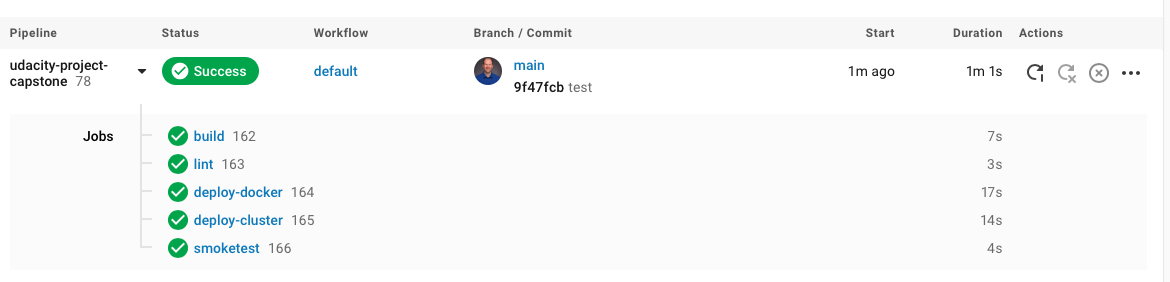 Pipeline Status Workflow Branch / Commit Start Duration Actions
udacity-project-
capstone 78
Success default main 1m ago 1m 1s
9f47fcb test
Jobs build 162 7s
lint 163 3s
deploy-docker 164 17s
deploy-cluster 165 14s
smoketest 166 4s